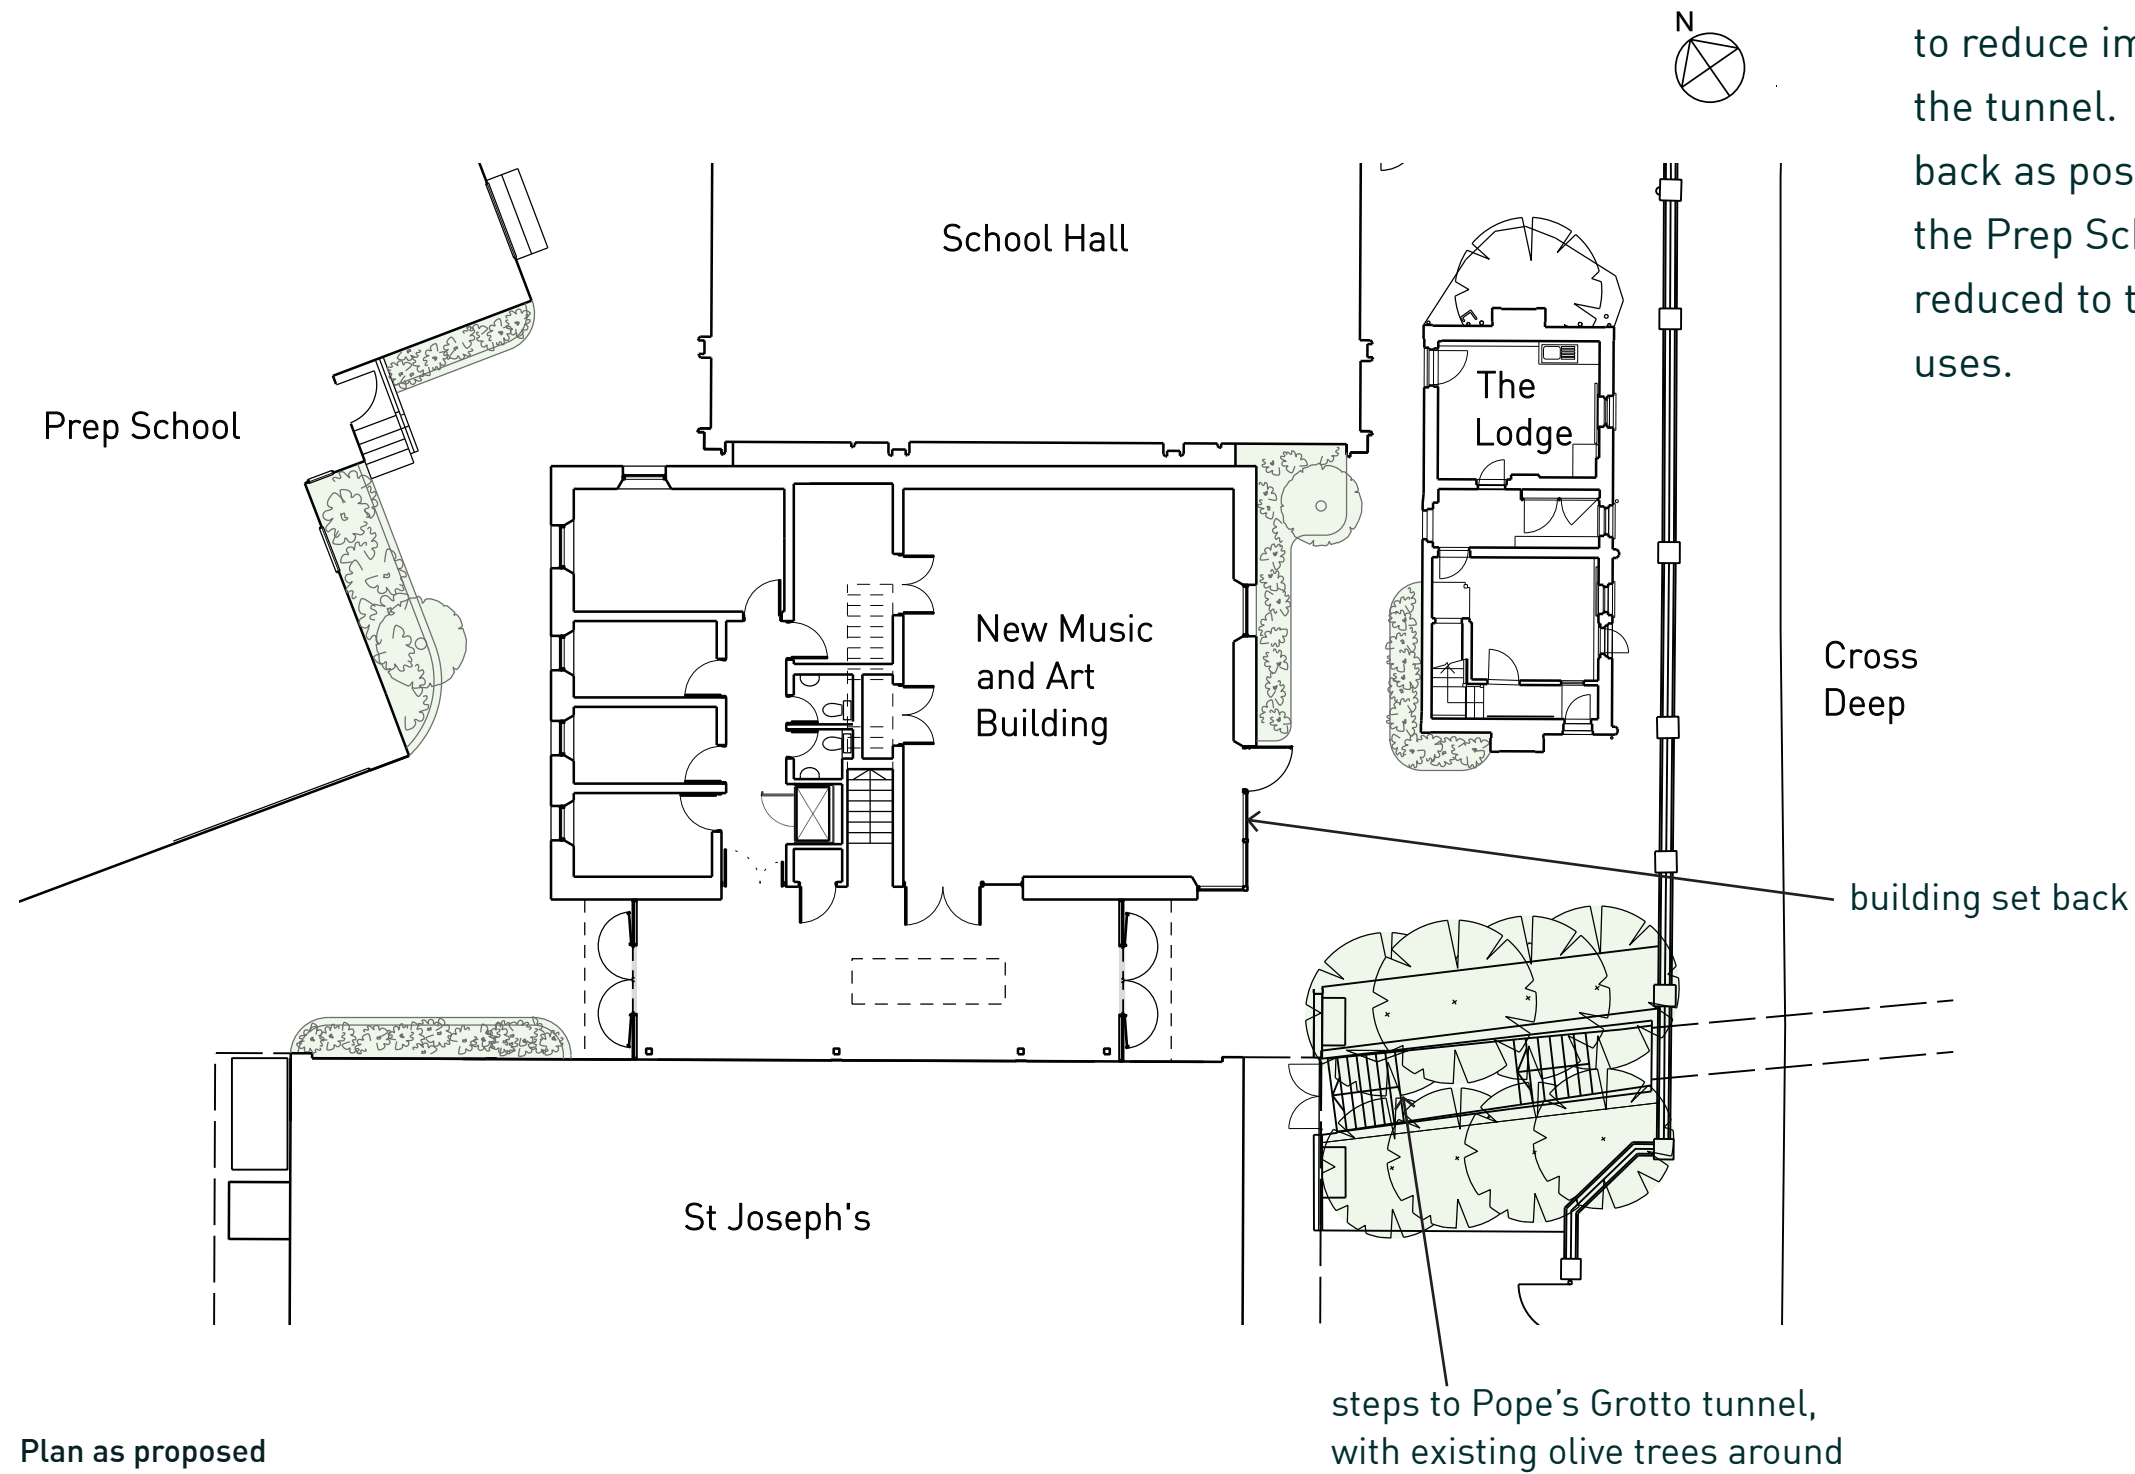 N
to reduce im
the tunnel.
back as pos
the Prep Sc
reduced to t
uses.
School Hall
The
Lodge
Prep School
New Music
and Art
Building
Cross
Deep
building set back
St Joseph's
steps to Pope’s Grotto tunnel,
with existing olive trees around
Plan as proposed